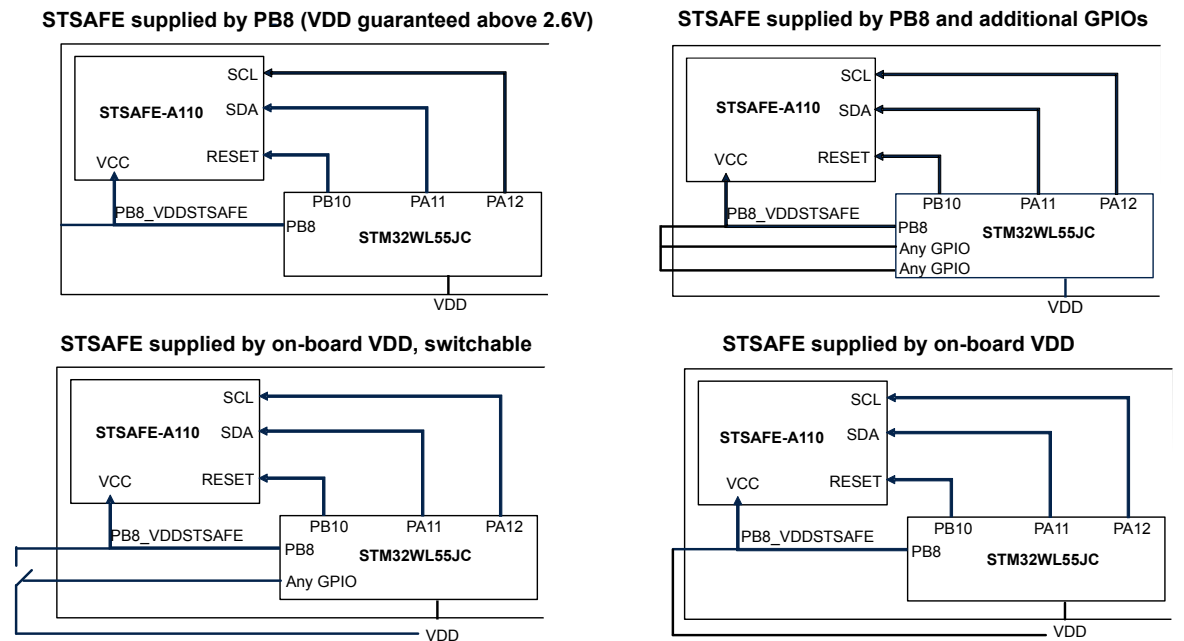 STSAFE supplied by PB8 (VDD guaranteed above 2.6V)
SCL
STSAFE-A110 SDA
VCC RESET
PB10 PA11 PA12
PB8_VDDSTSAFE
PB8
STM32WL55JC
VDD
STSAFE supplied by PB8 and additional GPIOs
SCL
STSAFE-A110 SDA
VCC RESET
PB10 PA11 PA12
PB8_VDDSTSAFE
PB8
STM32WL55JC
Any GPIO
Any GPIO
VDD
STSAFE supplied by on-board VDD, switchable
SCL
STSAFE-A110 SDA
VCC RESET
PB10 PA11 PA12
PB8_VDDSTSAFE
PB8
STM32WL55JC
Any GPIO
VDD
STSAFE supplied by on-board VDD
SCL
STSAFE-A110 SDA
VCC RESET
PB10 PA11 PA12
PB8_VDDSTSAFE
PB8
STM32WL55JC
VDD